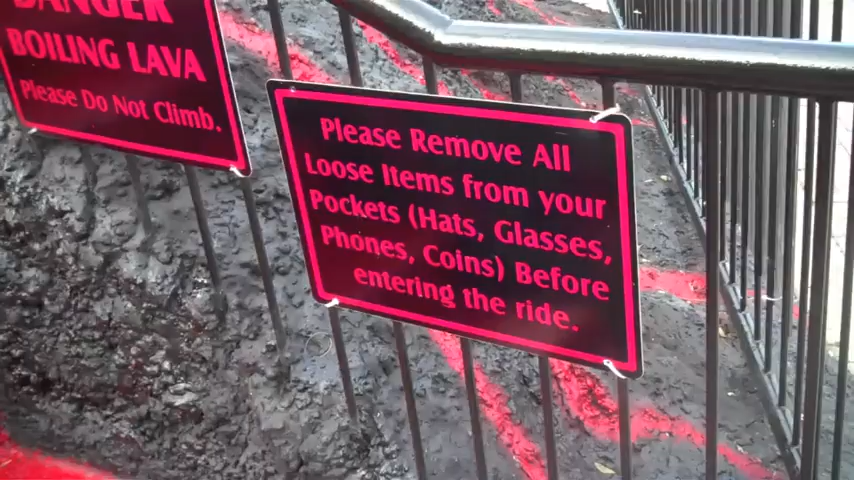 DANGER
BOILING LAVA
Please Do Not Climb.
Please Remove All
Loose Items from your
Pockets (Hats, Glasses,
Phones, Coins) Before
entering the ride.